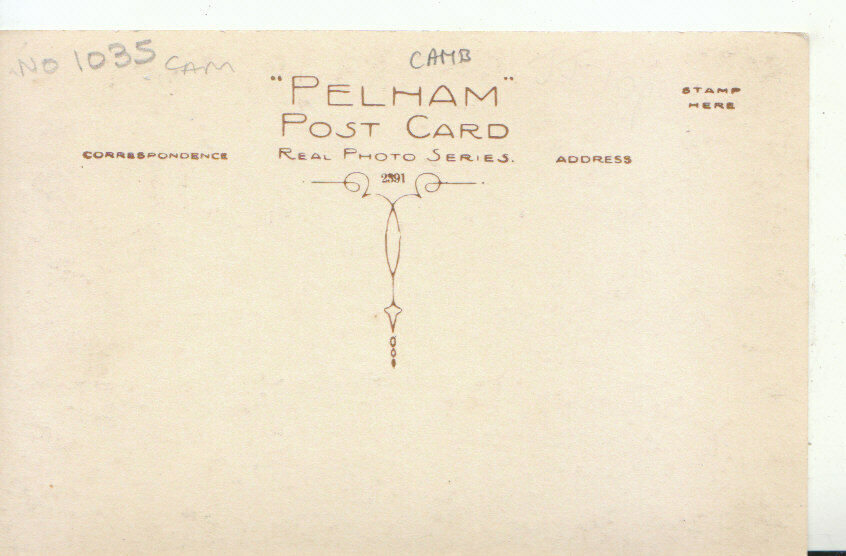 NO 1035 CAM
CAMB
"PELHAM"
POST CARD
REAL PHOTO SERIES.
2391
CORRESPONDENCE
ADDRESS
STAMP
HERE